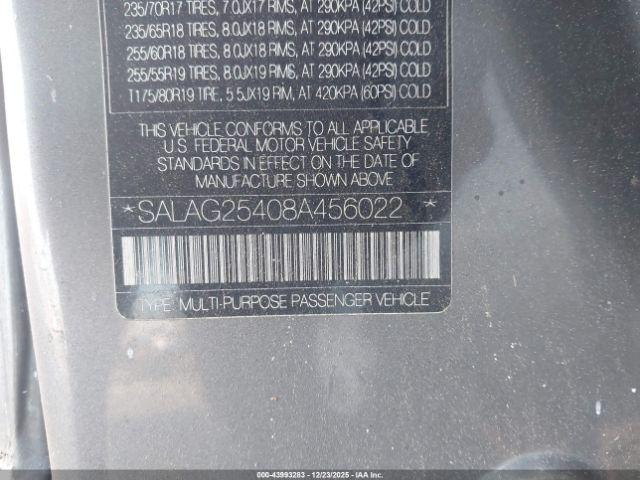 235/70R17 TIRES, 7.0JX17 RIMS, AT 290KPA (42PSI) COLD
235/65R18 TIRES, 8.0JX18 RIMS, AT 290KPA (42PSI) COLD
255/60R18 TIRES, 8.0JX18 RIMS, AT 290KPA (42PSI) COLD
255/55R19 TIRES, 8.0JX19 RIMS, AT 290KPA (42PSI) COLD
T175/80R19 TIRE, 5.5JX19 RIM, AT 420KPA (60PSI) COLD
THIS VEHICLE CONFORMS TO ALL APPLICABLE
U.S. FEDERAL MOTOR VEHICLE SAFETY
STANDARDS IN EFFECT ON THE DATE OF
MANUFACTURE SHOWN ABOVE
*SALAG25408A456022 *
TYPE: MULTI-PURPOSE PASSENGER VEHICLE
000-43993283 - 12/23/2025 - IAAI.COM